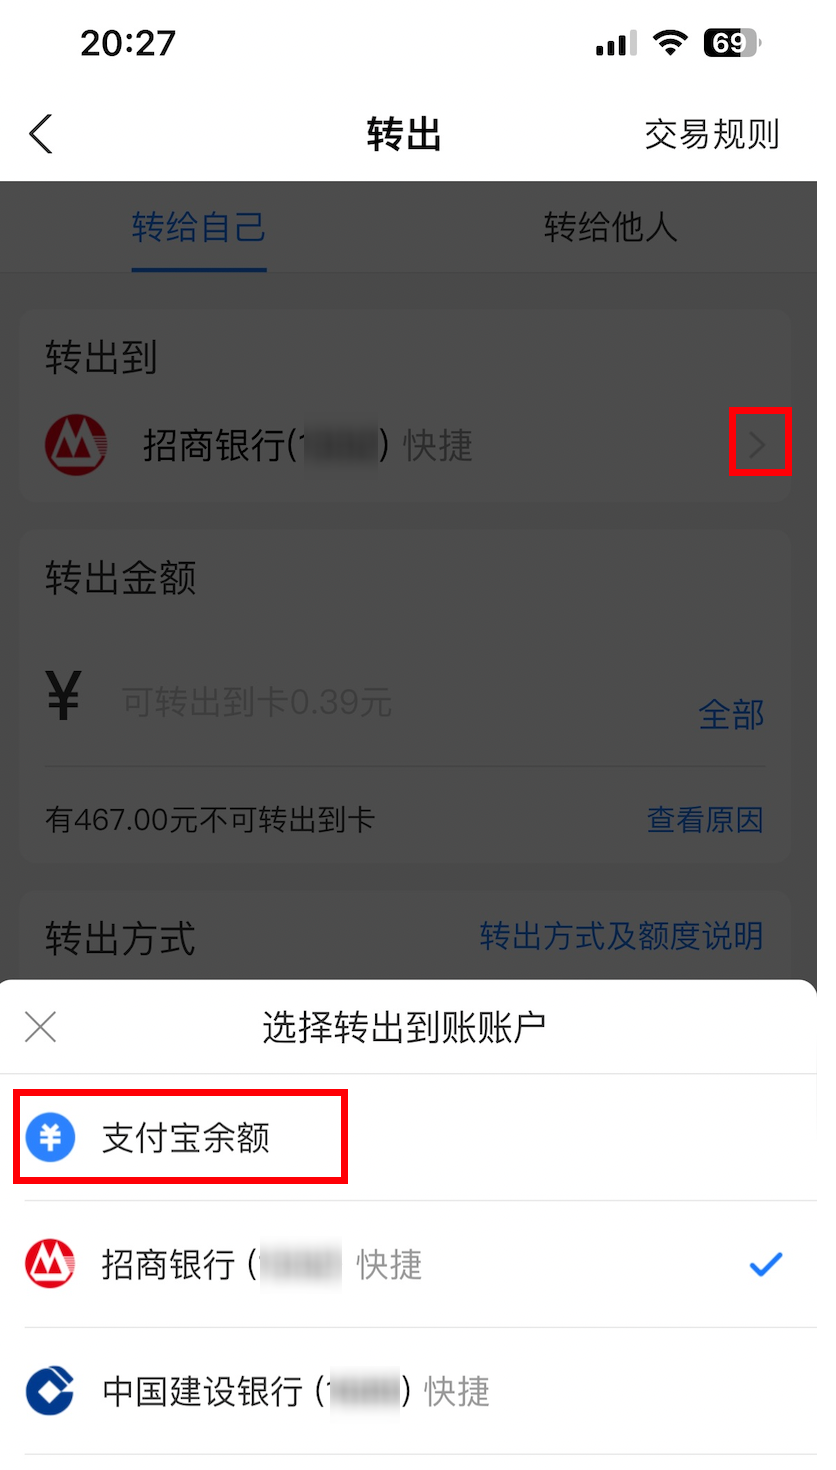 20:27
69
转出
交易规则
转给自己
转给他人
转出到
招商银行( ) 快捷
转出金额
¥ 可转出到卡0.39元
全部
有467.00元不可转出到卡
查看原因
转出方式
转出方式及额度说明
选择转出到账账户
支付宝余额
招商银行 ( 快捷
中国建设银行 ( ) 快捷